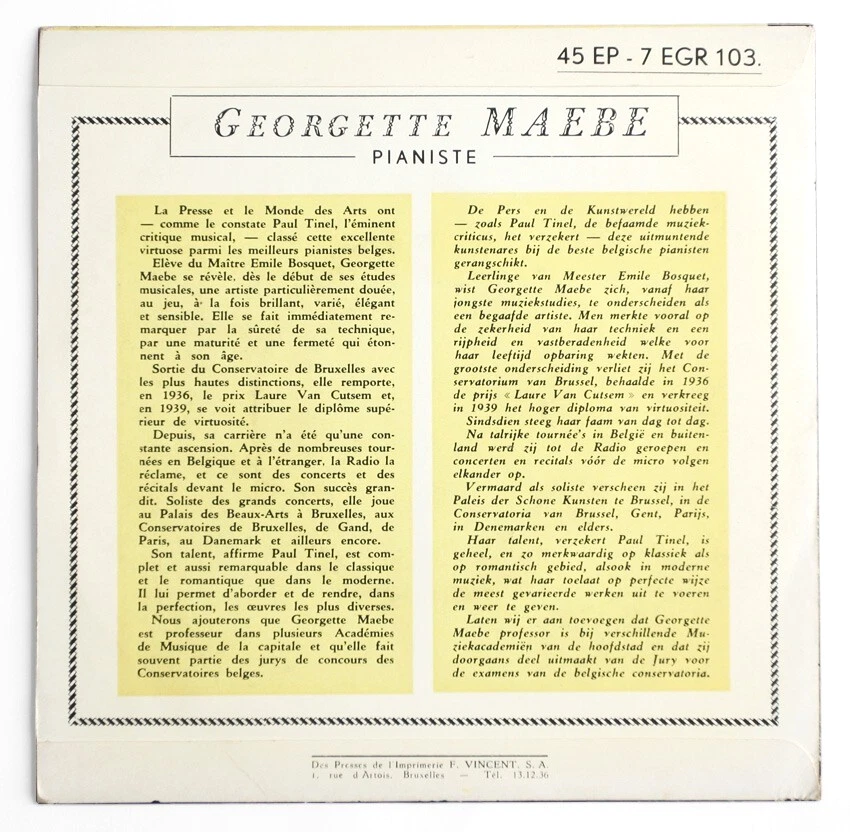 45 EP - 7 EGR 103.
GEORGETTE MAEBE
PIANISTE
La Presse et le Monde des Arts ont
— comme le constate Paul Tinel, l'éminent
critique musical, — classé cette excellente
virtuose parmi les meilleurs pianistes belges.
Elève du Maître Emile Bosquet, Georgette
Maebe se révèle, dès le début de ses études
musicales, une artiste particulièrement douée,
au jeu, à la fois brillant, varié, élégant
et sensible. Elle se fait immédiatement re-
marquer par la sûreté de sa technique,
par une maturité et une fermeté qui éton-
nent à son âge.
Sortie du Conservatoire de Bruxelles avec
les plus hautes distinctions, elle remporte,
en 1936, le prix Laure Van Cutsem et,
en 1939, se voit attribuer le diplôme supé-
rieur de virtuosité.
Depuis, sa carrière n'a été qu'une con-
stante ascension. Après de nombreuses tour-
nées en Belgique et à l'étranger, la Radio la
réclame, et ce sont des concerts et des
récitals devant le micro. Son succès gran-
dit. Soliste des grands concerts, elle joue
au Palais des Beaux-Arts à Bruxelles, aux
Conservatoires de Bruxelles, de Gand, de
Paris, au Danemark et ailleurs encore.
Son talent, affirme Paul Tinel, est com-
plet et aussi remarquable dans le classique
et le romantique que dans le moderne.
Il lui permet d'aborder et de rendre, dans
la perfection, les œuvres les plus diverses.
Nous ajouterons que Georgette Maebe
est professeur dans plusieurs Académies
de Musique de la capitale et qu'elle fait
souvent partie des jurys de concours des
Conservatoires belges.
De Pers en de Kunstwereld hebben
— zoals Paul Tinel, de befaamde muziek-
criticus, het verzekert — deze uitmuntende
kunstenares bij de beste belgische pianisten
gerangschikt.
Leerlinge van Meester Emile Bosquet,
wist Georgette Maebe zich, vanaf haar
jongste muziekstudies, te onderscheiden als
een begaafde artiste. Men merkte vooral op
de zekerheid van haar techniek en een
rijpheid en vastberadenheid welke voor
haar leeftijd opbaring wekten. Met de
grootste onderscheiding verliet zij het Con-
servatorium van Brussel, behaalde in 1936
de prijs « Laure Van Cutsem » en verkreeg
in 1939 het hoger diploma van virtuositeit.
Sindsdien steeg haar faam van dag tot dag.
Na talrijke tournée's in België en buiten-
land werd zij tot de Radio geroepen en
concerten en recitals vóór de micro volgen
elkander op.
Vermaard als soliste verscheen zij in het
Paleis der Schone Kunsten te Brussel, in de
Conservatoria van Brussel, Gent, Parijs,
in Denemarken en elders.
Haar talent, verzekert Paul Tinel, is
geheel, en zo merkwaardig op klassiek als
op romantisch gebied, alsook in moderne
muziek, wat haar toelaat op perfecte wijze
de meest gevarieerde werken uit te voeren
en weer te geven.
Laten wij er aan toevoegen dat Georgette
Maebe professor is bij verschillende Mu-
ziekacademiën van de hoofdstad en dat zij
doorgaans deel uitmaakt van de Jury voor
de examens van de belgische conservatoria.
Des Presses de l'Imprimerie F. VINCENT, S. A.
1, rue d'Artois, Bruxelles — Tél. 13.12.36